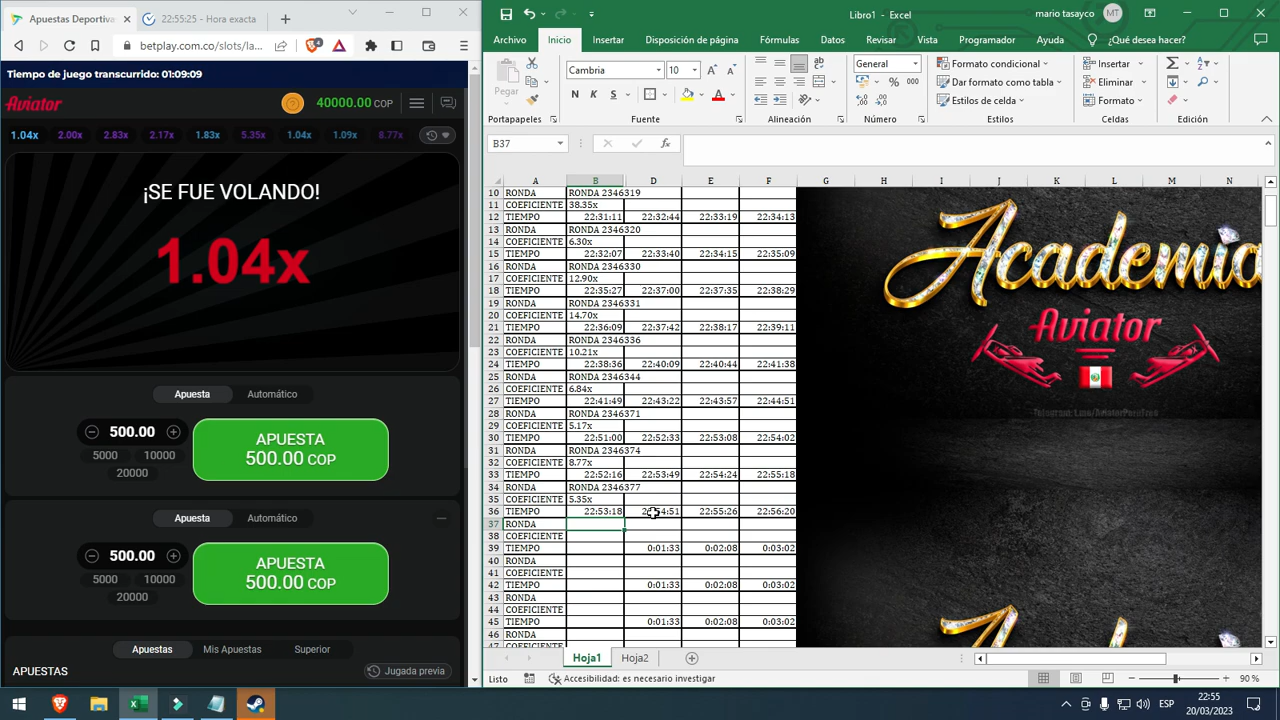 Apuestas Deportiva
22:55:25 - Hora exacta
betplay.com.co/slots/la...
Tiempo de juego transcurrido: 01:09:09
Aviator
40000.00 COP
1.04x 2.00x 2.83x 2.17x 1.83x 5.35x 1.04x 1.09x 8.77x
¡SE FUE VOLANDO!
1.04x
Apuesta Automático
500.00
5000 10000
20000
APUESTA
500.00 COP
Apuesta Automático
500.00
5000 10000
20000
APUESTA
500.00 COP
Apuestas Mis Apuestas Superior
APUESTAS
Jugada previa
Libro1 - Excel
mario tasayco MT
Archivo Inicio Insertar Disposición de página Fórmulas Datos Revisar Vista Programador Ayuda ¿Qué desea hacer?
Pegar
Cambria 10
N K S
General
Formato condicional
Dar formato como tabla
Estilos de celda
Insertar
Eliminar
Formato
Portapapeles Fuente Alineación Número Estilos Celdas Edición
B37
A B D E F G H I J K L M N
10 RONDA RONDA 2346319
11 COEFICIENTE 38.35x
12 TIEMPO 22:31:11 22:32:44 22:33:19 22:34:13
13 RONDA RONDA 2346320
14 COEFICIENTE 6.30x
15 TIEMPO 22:32:07 22:33:40 22:34:15 22:35:09
16 RONDA RONDA 2346330
17 COEFICIENTE 12.90x
18 TIEMPO 22:35:27 22:37:00 22:37:35 22:38:29
19 RONDA RONDA 2346331
20 COEFICIENTE 14.70x
21 TIEMPO 22:36:09 22:37:42 22:38:17 22:39:11
22 RONDA RONDA 2346336
23 COEFICIENTE 10.21x
24 TIEMPO 22:38:36 22:40:09 22:40:44 22:41:38
25 RONDA RONDA 2346344
26 COEFICIENTE 6.84x
27 TIEMPO 22:41:49 22:43:22 22:43:57 22:44:51
28 RONDA RONDA 2346371
29 COEFICIENTE 5.17x
30 TIEMPO 22:51:00 22:52:33 22:53:08 22:54:02
31 RONDA RONDA 2346374
32 COEFICIENTE 8.77x
33 TIEMPO 22:52:16 22:53:49 22:54:24 22:55:18
34 RONDA RONDA 2346377
35 COEFICIENTE 5.35x
36 TIEMPO 22:53:18 22:54:51 22:55:26 22:56:20
37 RONDA
38 COEFICIENTE
39 TIEMPO 0:01:33 0:02:08 0:03:02
40 RONDA
41 COEFICIENTE
42 TIEMPO 0:01:33 0:02:08 0:03:02
43 RONDA
44 COEFICIENTE
45 TIEMPO 0:01:33 0:02:08 0:03:02
46 RONDA
47 COEFICIENTE
Academia
Aviator
Hoja1 Hoja2
Listo
Accesibilidad: es necesario investigar
90 %
ESP
22:55
20/03/2023